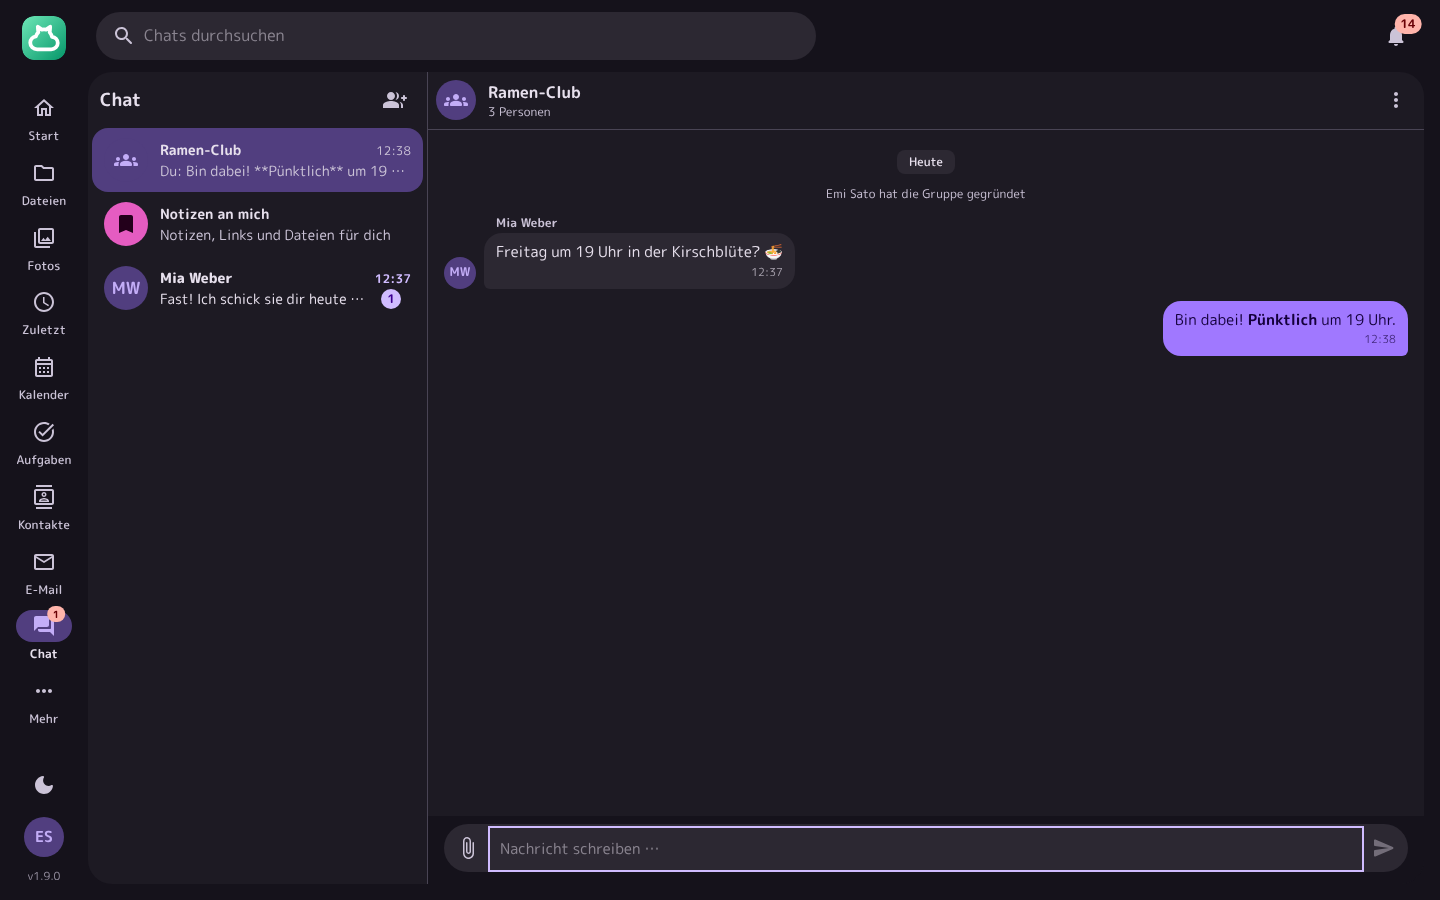 Chats durchsuchen
14
Start
Dateien
Fotos
Zuletzt
Kalender
Aufgaben
Kontakte
E-Mail
1
Chat
Mehr
ES
v1.9.0
Chat
Ramen-Club
12:38
Du: Bin dabei! **Pünktlich** um 19 ⋯
Notizen an mich
Notizen, Links und Dateien für dich
MW
Mia Weber
12:37
Fast! Ich schick sie dir heute ⋯
1
Ramen-Club
3 Personen
Heute
Emi Sato hat die Gruppe gegründet
Mia Weber
MW
Freitag um 19 Uhr in der Kirschblüte? 🍜
12:37
Bin dabei! Pünktlich um 19 Uhr.
12:38
Nachricht schreiben ⋯